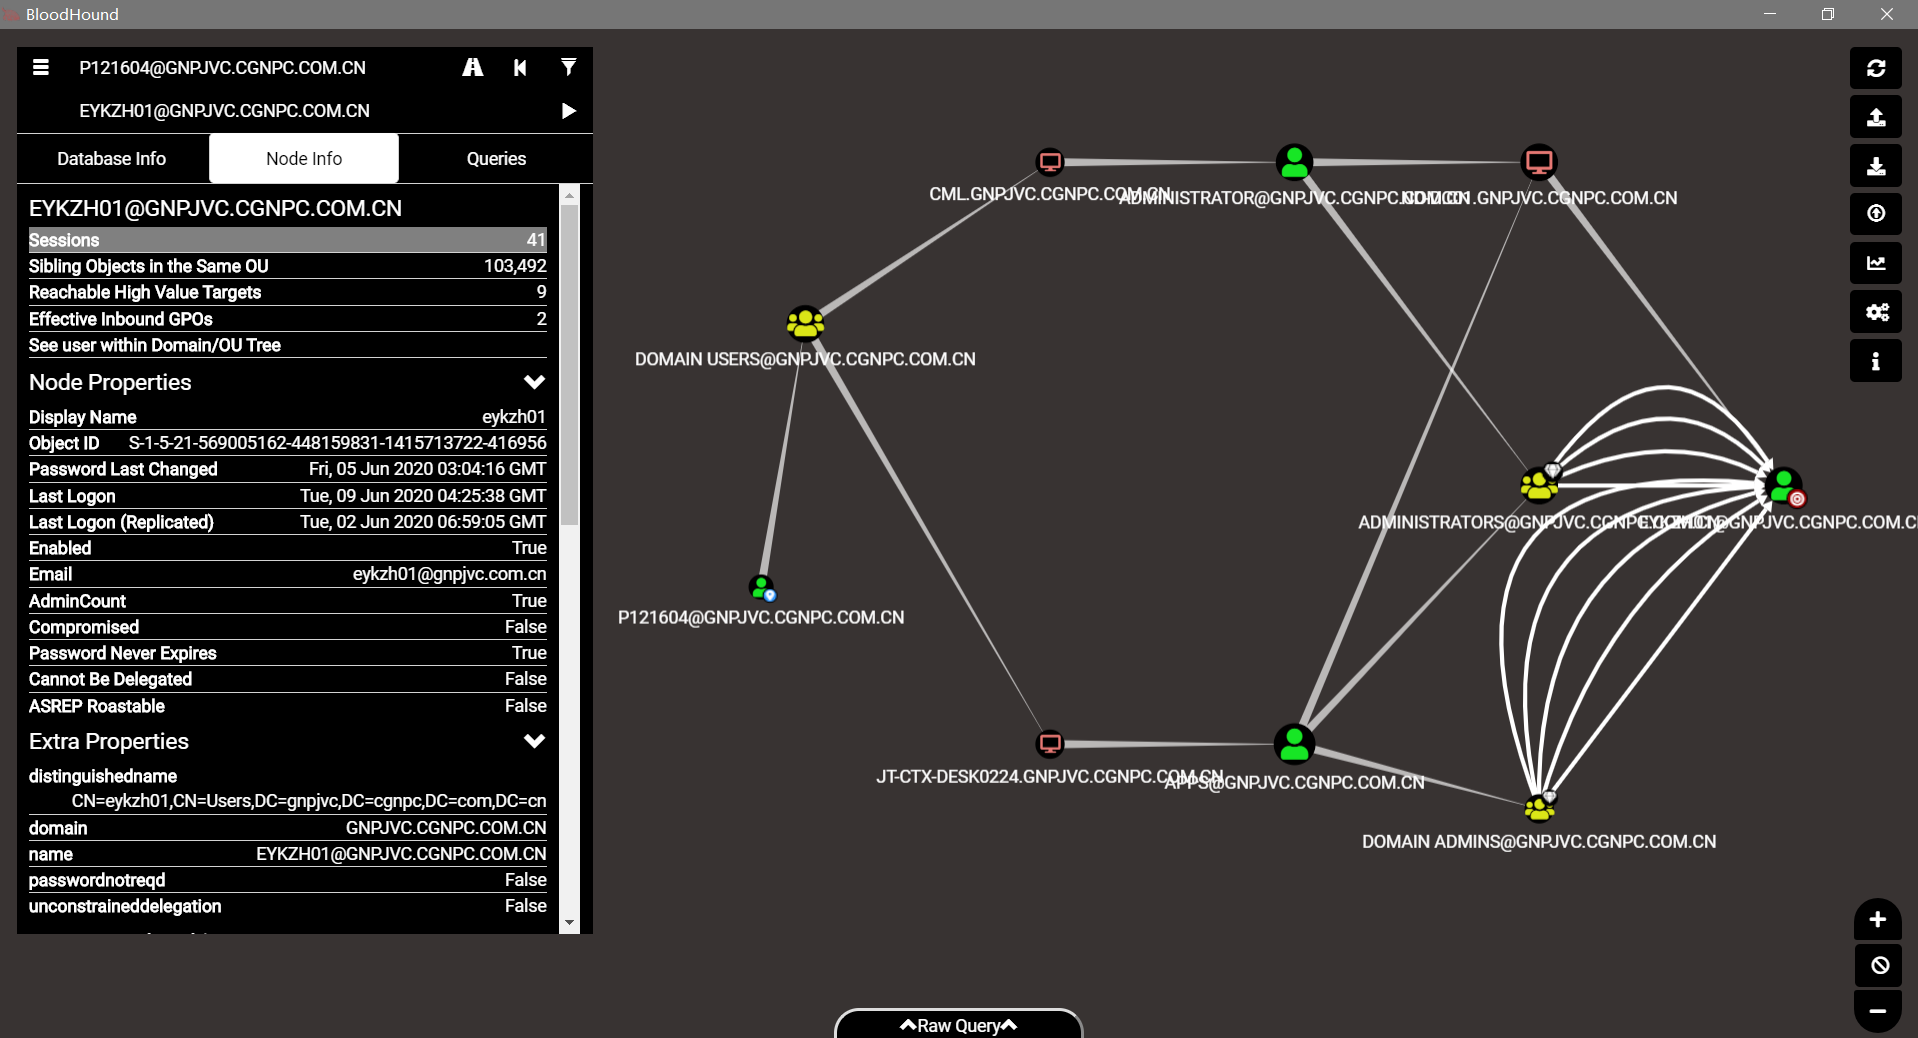 BloodHound
P121604@GNPJVC.CGNPC.COM.CN
EYKZH01@GNPJVC.CGNPC.COM.CN
Database Info
Node Info
Queries
EYKZH01@GNPJVC.CGNPC.COM.CN
Sessions 41
Sibling Objects in the Same OU 103,492
Reachable High Value Targets 9
Effective Inbound GPOs 2
See user within Domain/OU Tree
Node Properties
Display Name eykzh01
Object ID S-1-5-21-569005162-448159831-1415713722-416956
Password Last Changed Fri, 05 Jun 2020 03:04:16 GMT
Last Logon Tue, 09 Jun 2020 04:25:38 GMT
Last Logon (Replicated) Tue, 02 Jun 2020 06:59:05 GMT
Enabled True
Email eykzh01@gnpjvc.com.cn
AdminCount True
Compromised False
Password Never Expires True
Cannot Be Delegated False
ASREP Roastable False
Extra Properties
distinguishedname
CN=eykzh01,CN=Users,DC=gnpjvc,DC=cgnpc,DC=com,DC=cn
domain GNPJVC.CGNPC.COM.CN
name EYKZH01@GNPJVC.CGNPC.COM.CN
passwordnotreqd False
unconstraineddelegation False
CML.GNPJVC.CGNPC.COM.CN
ADMINISTRATOR@GNPJVC.CGNPC.COM.CN
.GNPJVC.CGNPC.COM.CN
DOMAIN USERS@GNPJVC.CGNPC.COM.CN
ADMINISTRATORS@GNPJVC.CGNPC.COM.CN
EYKZH01@GNPJVC.CGNPC.COM.C
P121604@GNPJVC.CGNPC.COM.CN
JT-CTX-DESK0224.GNPJVC.CGNPC.COM.CN
APPS@GNPJVC.CGNPC.COM.CN
DOMAIN ADMINS@GNPJVC.CGNPC.COM.CN
Raw Query